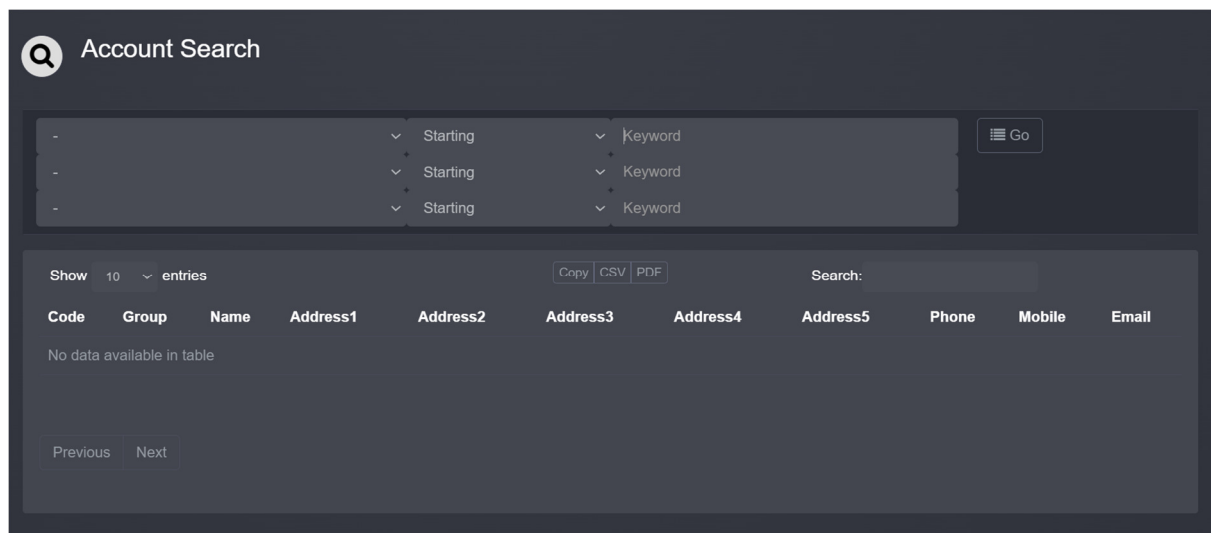 Account Search
- Starting Keyword Go
- Starting Keyword
- Starting Keyword
Show 10 entries Copy CSV PDF Search:
Code Group Name Address1 Address2 Address3 Address4 Address5 Phone Mobile Email
No data available in table
Previous Next